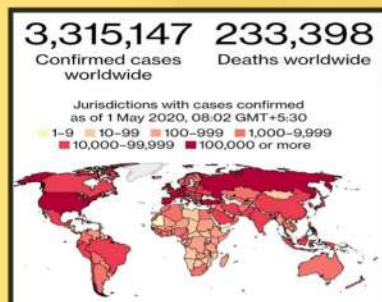 3,315,147 233,398
Confirmed cases Deaths worldwide
worldwide
Jurisdictions with cases confirmed
as of 1 May 2020, 08:02 GMT+5:30
1–9 10–99 100–999 1,000–9,999
10,000–99,999 100,000 or more